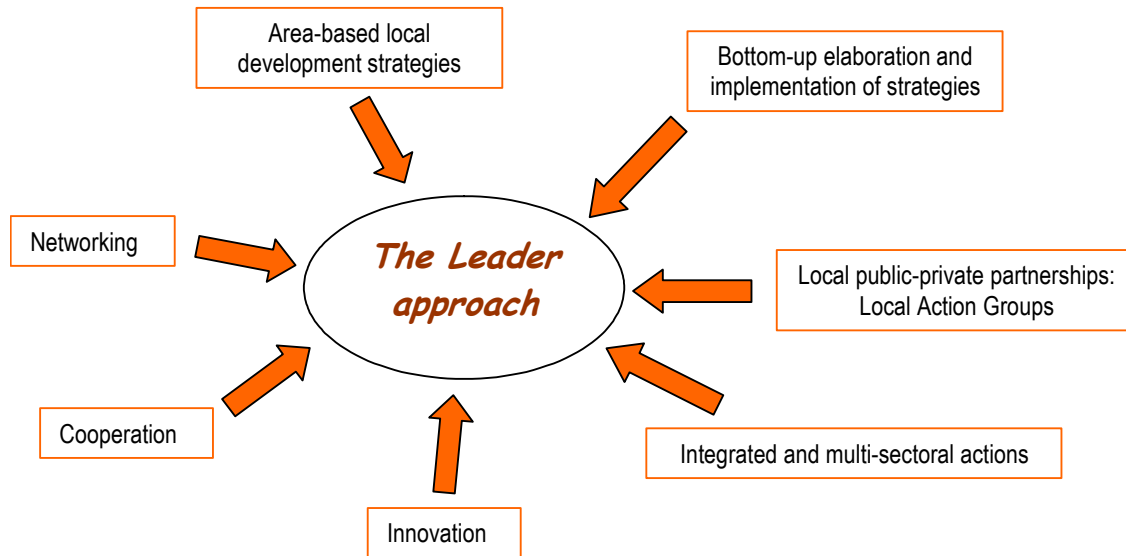 Area-based local
development strategies
Bottom-up elaboration and
implementation of strategies
Networking
The Leader
approach
Local public-private partnerships:
Local Action Groups
Cooperation
Integrated and multi-sectoral actions
Innovation